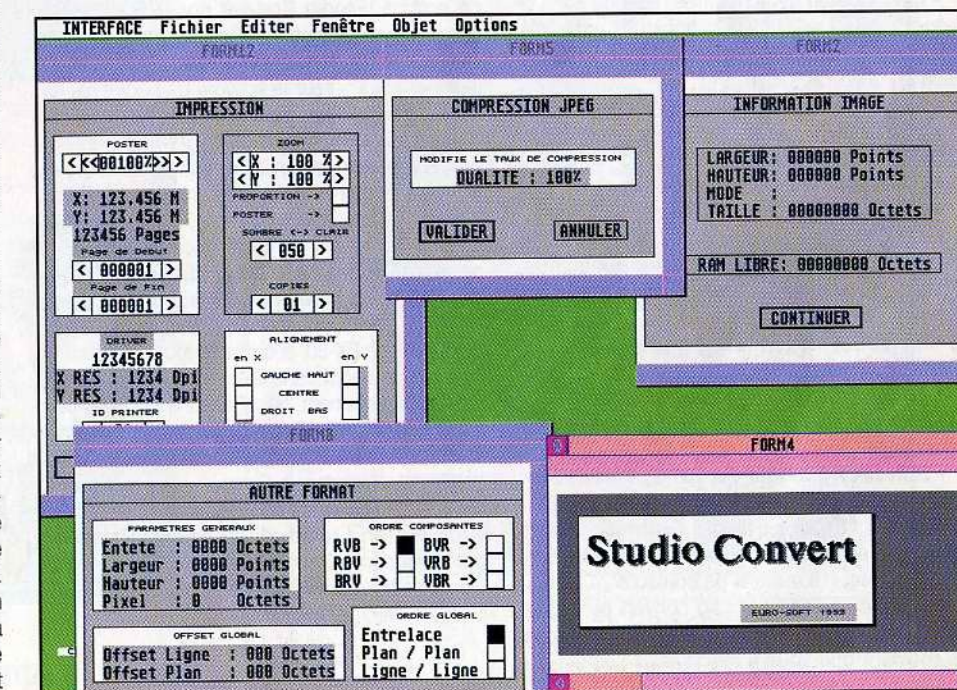 INTERFACE Fichier Editer Fenêtre Objet Options
FORM12
IMPRESSION
POSTER
<<<00100%>>>
X: 123.456 M
Y: 123.456 M
123456 Pages
Page de Debut
< 000001 >
Page de Fin
< 000001 >
ZOOM
<X : 100 %>
<Y : 100 %>
PROPORTION ->
POSTER ->
SOMBRE <-> CLAIR
< 050 >
COPIES
< 01 >
DRIVER
12345678
X RES : 1234 Dpi
Y RES : 1234 Dpi
ID PRINTER
ALIGNEMENT
en X en Y
GAUCHE HAUT
CENTRE
DROIT BAS
FORM5
COMPRESSION JPEG
MODIFIE LE TAUX DE COMPRESSION
QUALITE : 100%
VALIDER ANNULER
FORM2
INFORMATION IMAGE
LARGEUR: 000000 Points
HAUTEUR: 000000 Points
MODE :
TAILLE : 00000000 Octets
RAM LIBRE: 00000000 Octets
CONTINUER
FORM8
AUTRE FORMAT
PARAMETRES GENERAUX
Entete : 0000 Octets
Largeur : 0000 Points
Hauteur : 0000 Points
Pixel : 0 Octets
OFFSET GLOBAL
Offset Ligne : 000 Octets
Offset Plan : 000 Octets
ORDRE COMPOSANTES
RVB -> BVR ->
RBV -> VRB ->
BRV -> VBR ->
ORDRE GLOBAL
Entrelace
Plan / Plan
Ligne / Ligne
FORM4
Studio Convert
EURO-SOFT 1993